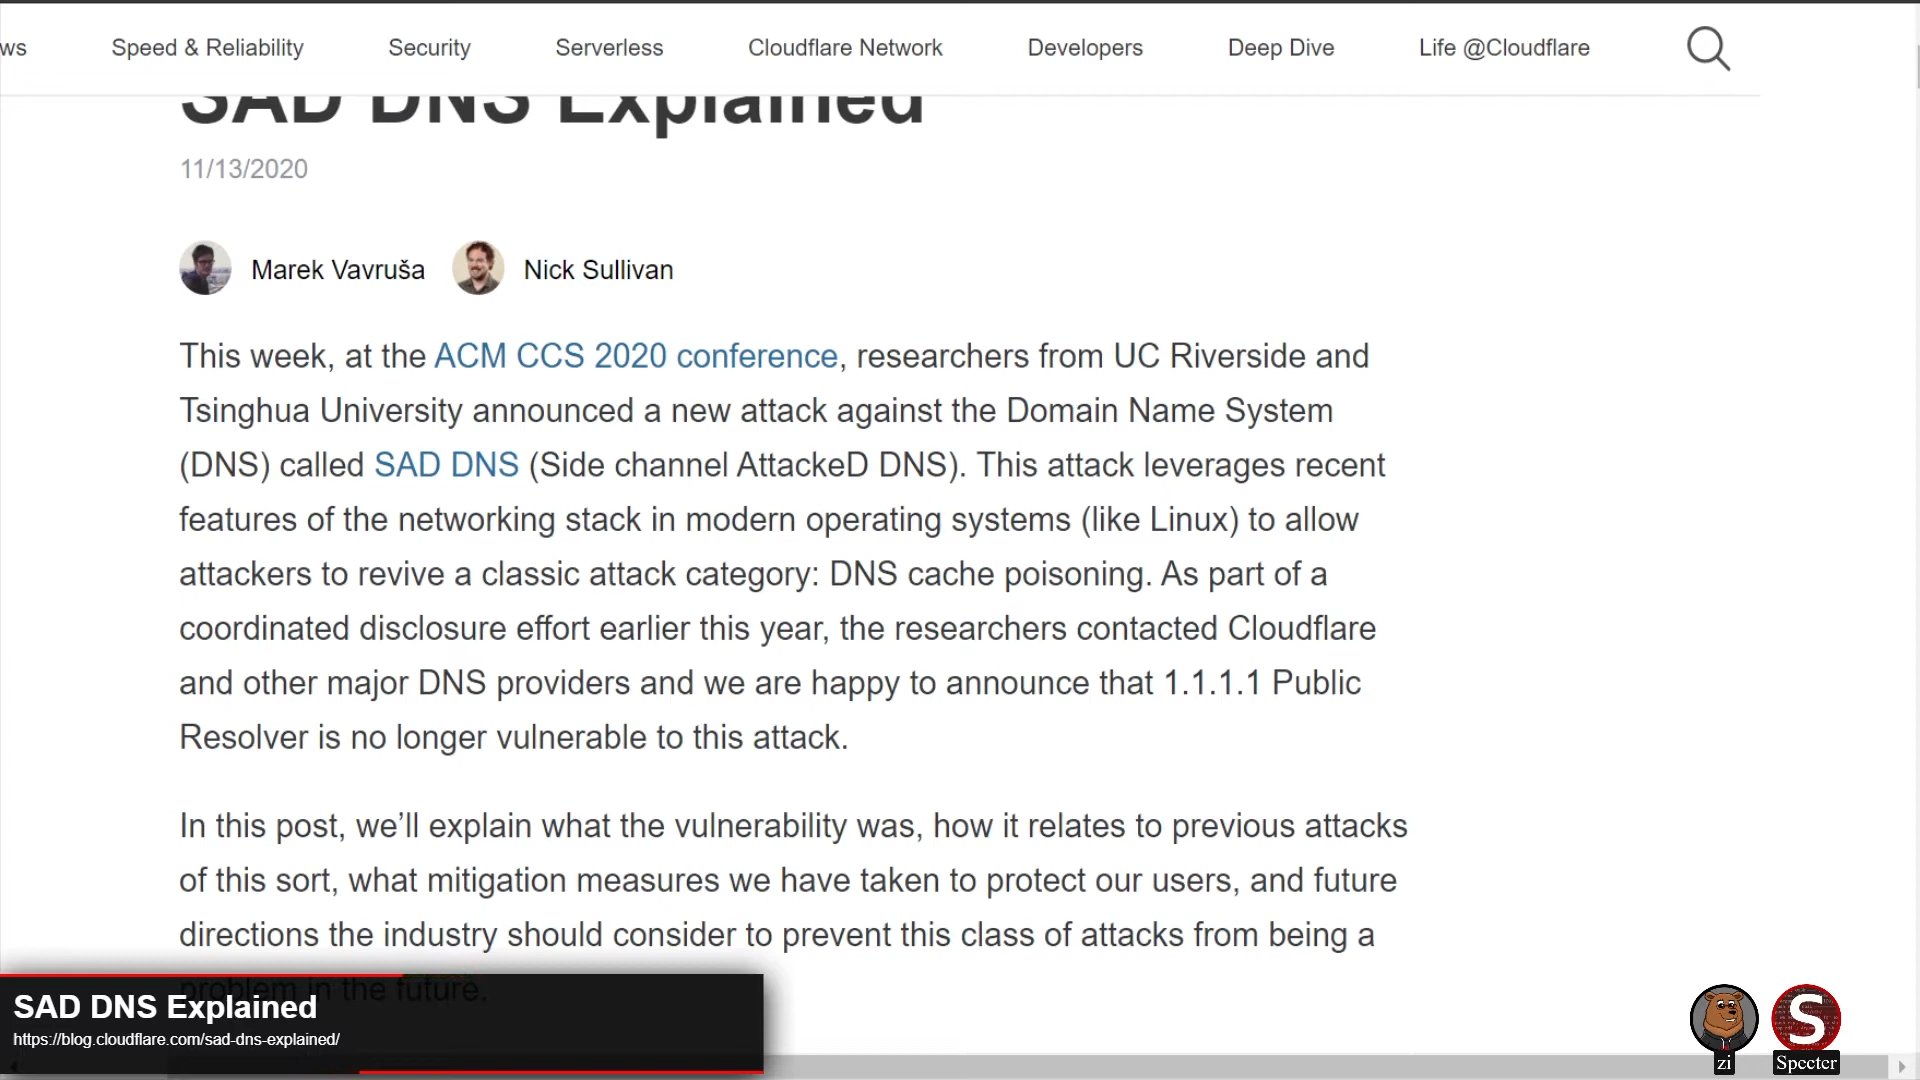 ws Speed & Reliability Security Serverless Cloudflare Network Developers Deep Dive Life @Cloudflare
SAD DNS Explained
11/13/2020
Marek Vavruša Nick Sullivan
This week, at the ACM CCS 2020 conference, researchers from UC Riverside and
Tsinghua University announced a new attack against the Domain Name System
(DNS) called SAD DNS (Side channel AttackeD DNS). This attack leverages recent
features of the networking stack in modern operating systems (like Linux) to allow
attackers to revive a classic attack category: DNS cache poisoning. As part of a
coordinated disclosure effort earlier this year, the researchers contacted Cloudflare
and other major DNS providers and we are happy to announce that 1.1.1.1 Public
Resolver is no longer vulnerable to this attack.
In this post, we’ll explain what the vulnerability was, how it relates to previous attacks
of this sort, what mitigation measures we have taken to protect our users, and future
directions the industry should consider to prevent this class of attacks from being a
problem in the future.
SAD DNS Explained
https://blog.cloudflare.com/sad-dns-explained/
S
zi Specter